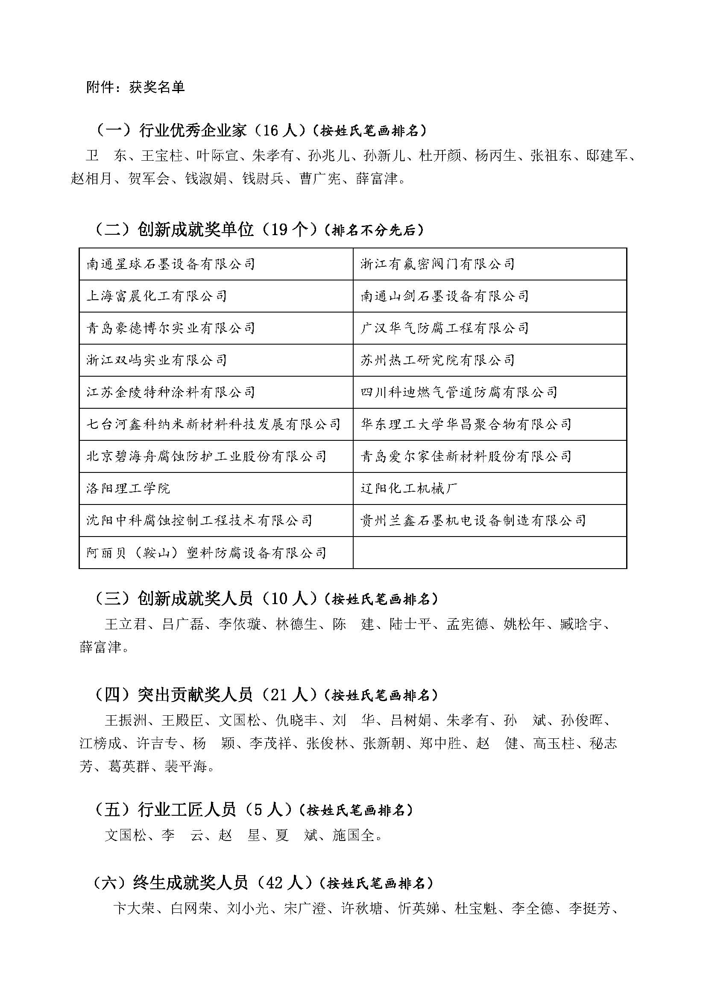 附件：获奖名单
（一）行业优秀企业家（16 人）（按姓氏笔画排名）
卫　东、王宝柱、叶际宣、朱孝有、孙兆儿、孙新儿、杜开颜、杨丙生、张祖东、邸建军、
赵相月、贺军会、钱淑娟、钱尉兵、曹广宪、薛富津。
（二）创新成就奖单位（19 个）（排名不分先后）
南通星球石墨设备有限公司　浙江有氟密阀门有限公司
上海富晨化工有限公司　南通山剑石墨设备有限公司
青岛豪德博尔实业有限公司　广汉华气防腐工程有限公司
浙江双屿实业有限公司　苏州热工研究院有限公司
江苏金陵特种涂料有限公司　四川科迪燃气管道防腐有限公司
七台河鑫科纳米新材料科技发展有限公司　华东理工大学华昌聚合物有限公司
北京碧海舟腐蚀防护工业股份有限公司　青岛爱尔家佳新材料股份有限公司
洛阳理工学院　辽阳化工机械厂
沈阳中科腐蚀控制工程技术有限公司　贵州兰鑫石墨机电设备制造有限公司
阿丽贝（鞍山）塑料防腐设备有限公司
（三）创新成就奖人员（10 人）（按姓氏笔画排名）
王立君、吕广磊、李依璇、林德生、陈　建、陆士平、孟宪德、姚松年、臧晗宇、
薛富津。
（四）突出贡献奖人员（21 人）（按姓氏笔画排名）
王振洲、王殿臣、文国松、仇晓丰、刘　华、吕树娟、朱孝有、孙　斌、孙俊晖、
江榜成、许吉专、杨　颖、李茂祥、张俊林、张新朝、郑中胜、赵　健、高玉柱、秘志
芳、葛英群、裴平海。
（五）行业工匠人员（5 人）（按姓氏笔画排名）
文国松、李　云、赵　星、夏　斌、施国全。
（六）终生成就奖人员（42 人）（按姓氏笔画排名）
卞大荣、白网荣、刘小光、宋广澄、许秋塘、忻英娣、杜宝魁、李全德、李挺芳、